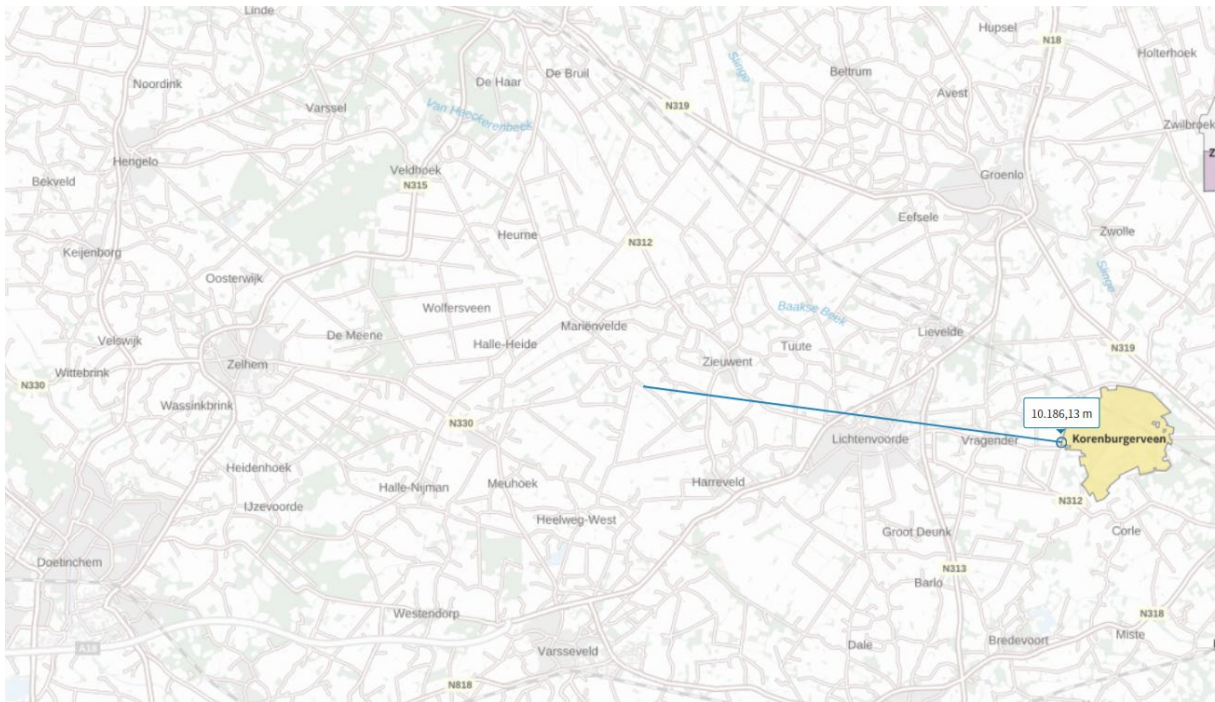 Linde
Hupsel
N18
Holterhoek
De Bruil
De Haar
Slinge
Beltrum
Noordink
Avest
Varssel
Van Heeckerenbeek
N319
Zwilbroek
Z
Hengelo
Veldhoek
N315
Groenlo
Bekveld
Eefsele
Zwolle
Heurne
N312
Keijenborg
Oosterwijk
Slinge
Wolfersveen
Baakse Beek
Mariënvelde
De Meene
Lievelde
Velswijk
Halle-Heide
Tuute
N319
Zieuwent
Zelhem
Wittebrink
N330
Wassinkbrink
10.186,13 m
N330
Lichtenvoorde
Vragender
Korenburgerveen
Heidenhoek
Halle-Nijman
Meuhoek
Harreveld
N312
IJzevoorde
Heelweg-West
Groot Deunk
Corle
Doetinchem
N313
Barlo
Westendorp
N318
Miste
Bredevoort
Dale
A18
Varsseveld
N818